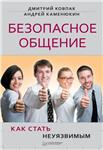 ДМИТРИЙ КОВПАК
АНДРЕЙ КАМЕНЮКИН
БЕЗОПАСНОЕ
ОБЩЕНИЕ
КАК СТАТЬ
НЕУЯЗВИМЫМ